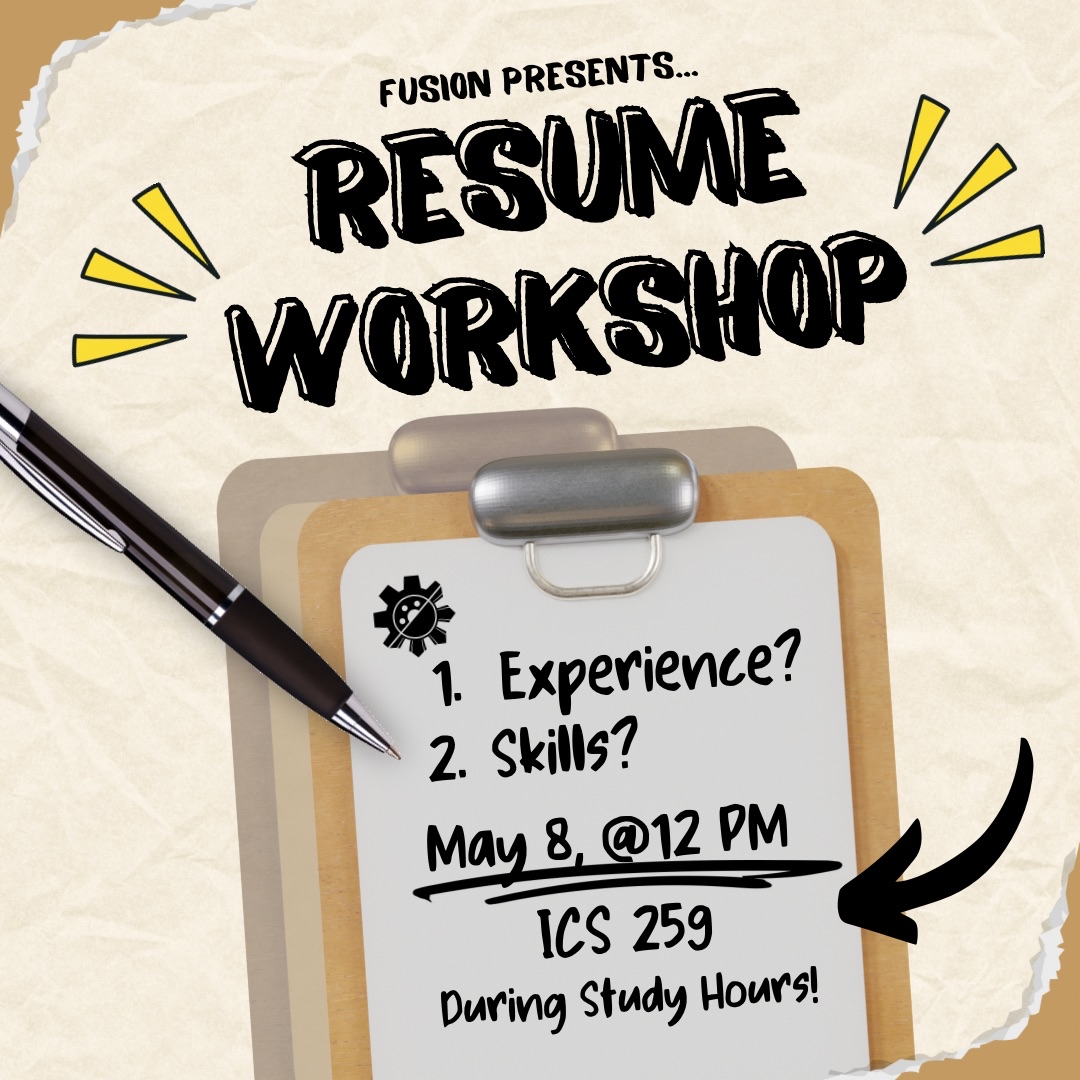 FUSION PRESENTS...
RESUME
WORKSHOP
1. Experience?
2. Skills?
May 8, @12 PM
ICS 259
During Study Hours!